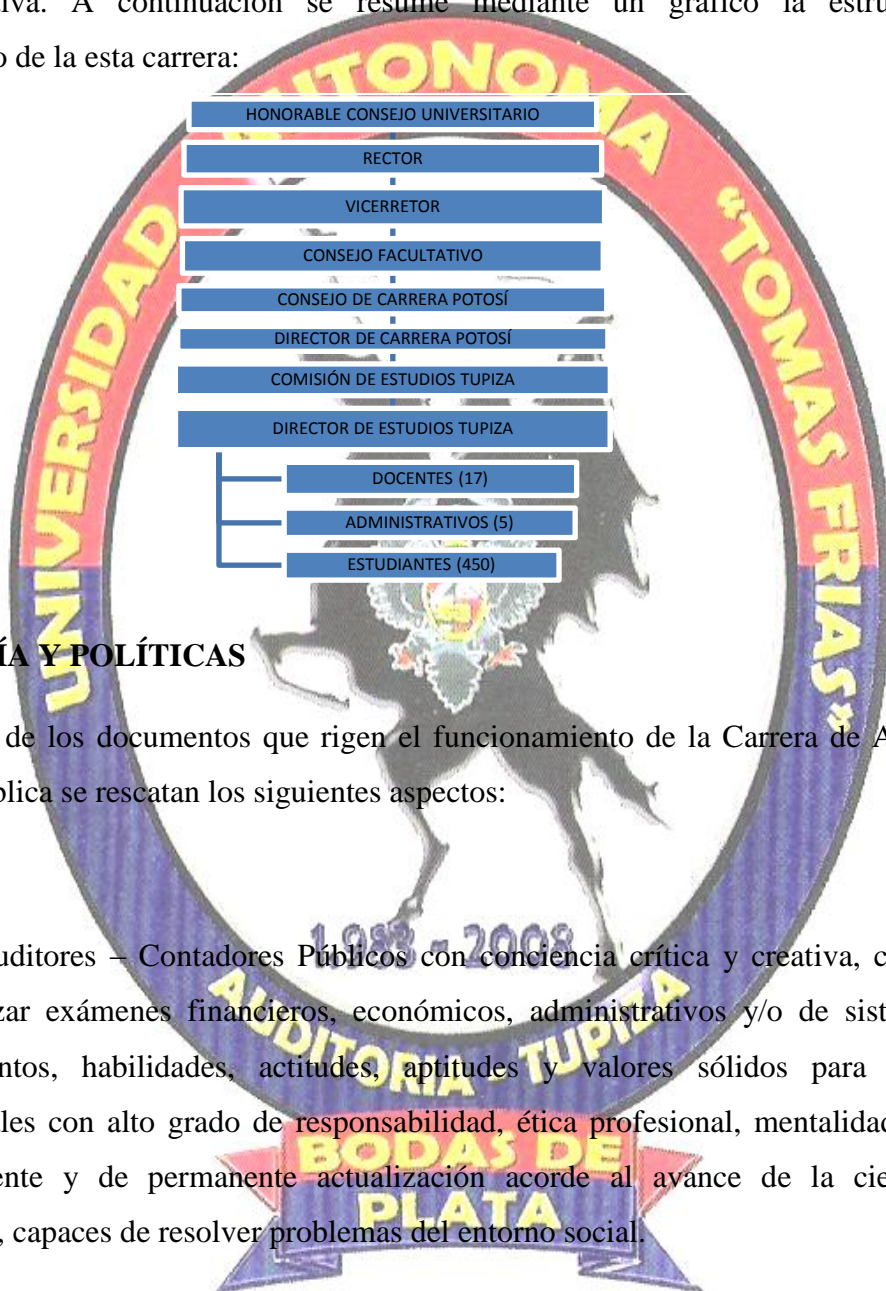 tiva. A continuación se resume mediante un gráfico la estru
o de la esta carrera:
HONORABLE CONSEJO UNIVERSITARIO
RECTOR
VICERRETOR
CONSEJO FACULTATIVO
CONSEJO DE CARRERA POTOSÍ
DIRECTOR DE CARRERA POTOSÍ
COMISIÓN DE ESTUDIOS TUPIZA
DIRECTOR DE ESTUDIOS TUPIZA
DOCENTES (17)
ADMINISTRATIVOS (5)
ESTUDIANTES (450)
UNIVERSIDAD AUTONOMA "TOMAS FRIAS"
ÍA Y POLÍTICAS
de los documentos que rigen el funcionamiento de la Carrera de A
blica se rescatan los siguientes aspectos:
1.983 - 2008
uditores – Contadores Públicos con conciencia crítica y creativa, c
zar exámenes financieros, económicos, administrativos y/o de sist
ntos, habilidades, actitudes, aptitudes y valores sólidos para
les con alto grado de responsabilidad, ética profesional, mentalidad
ente y de permanente actualización acorde al avance de la cie
, capaces de resolver problemas del entorno social.
AUDITORIA - TUPIZA
BODAS DE
PLATA